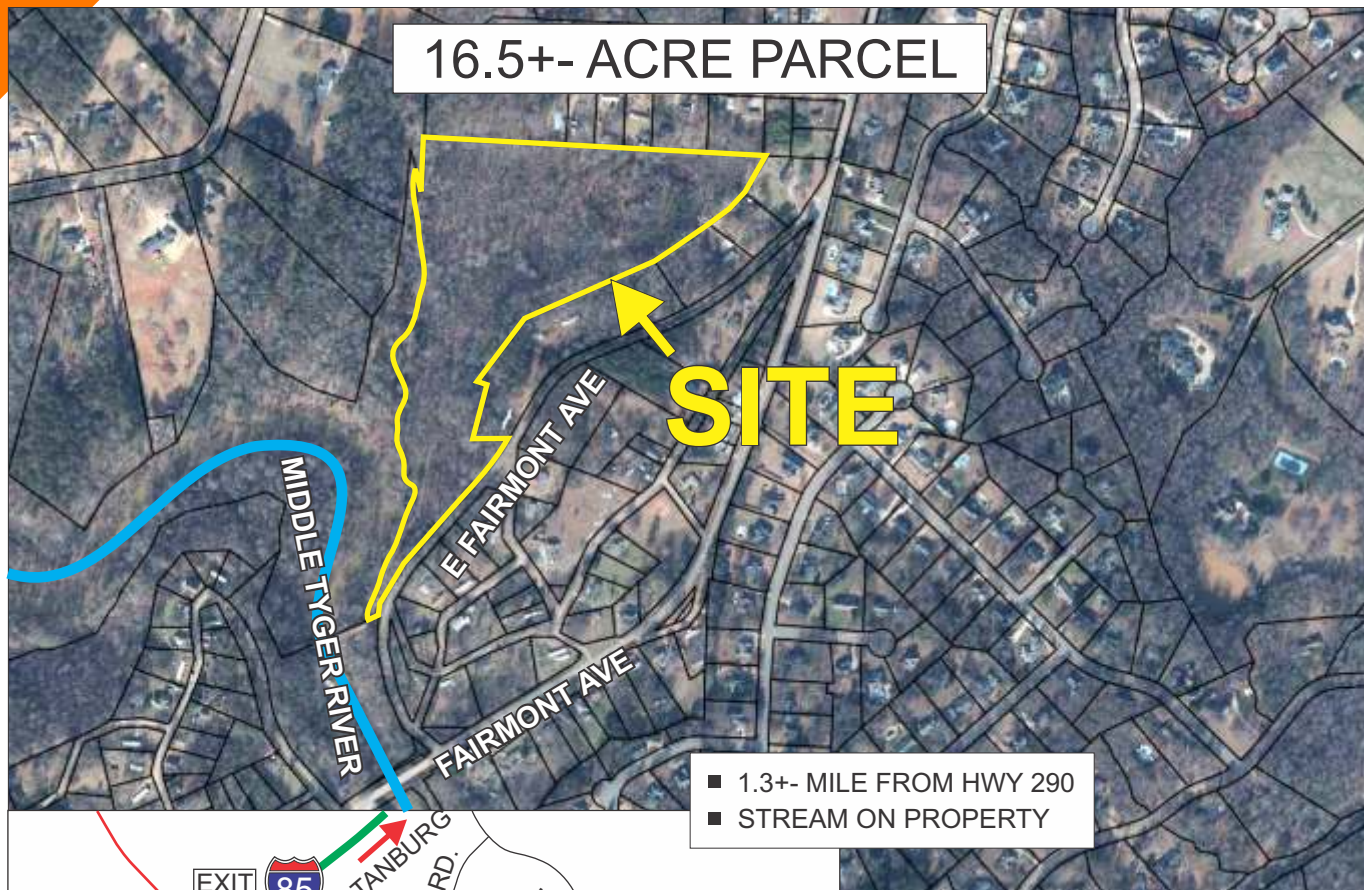 16.5+- ACRE PARCEL
SITE
E FAIRMONT AVE
MIDDLE TYGER RIVER
FAIRMONT AVE
■ 1.3+- MILE FROM HWY 290
■ STREAM ON PROPERTY
TANBURG
RD.
EXIT
85